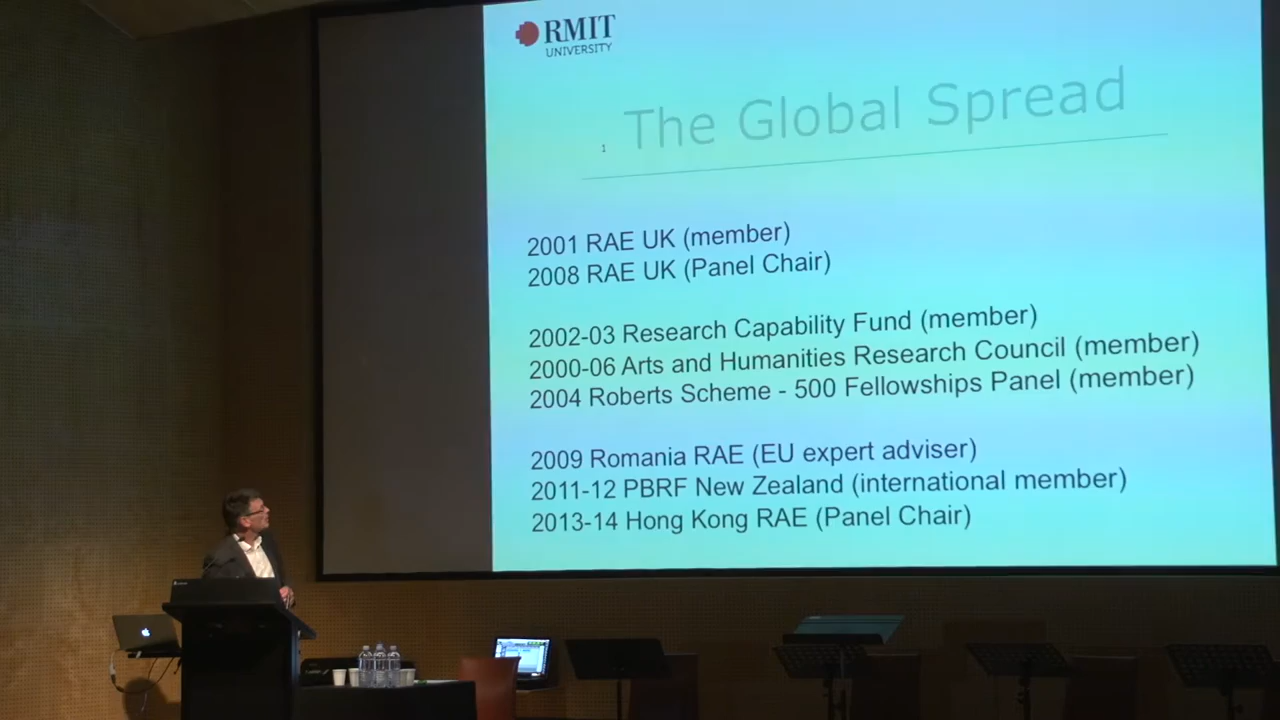 RMIT
UNIVERSITY
The Global Spread
1
2001 RAE UK (member)
2008 RAE UK (Panel Chair)
2002-03 Research Capability Fund (member)
2000-06 Arts and Humanities Research Council (member)
2004 Roberts Scheme - 500 Fellowships Panel (member)
2009 Romania RAE (EU expert adviser)
2011-12 PBRF New Zealand (international member)
2013-14 Hong Kong RAE (Panel Chair)